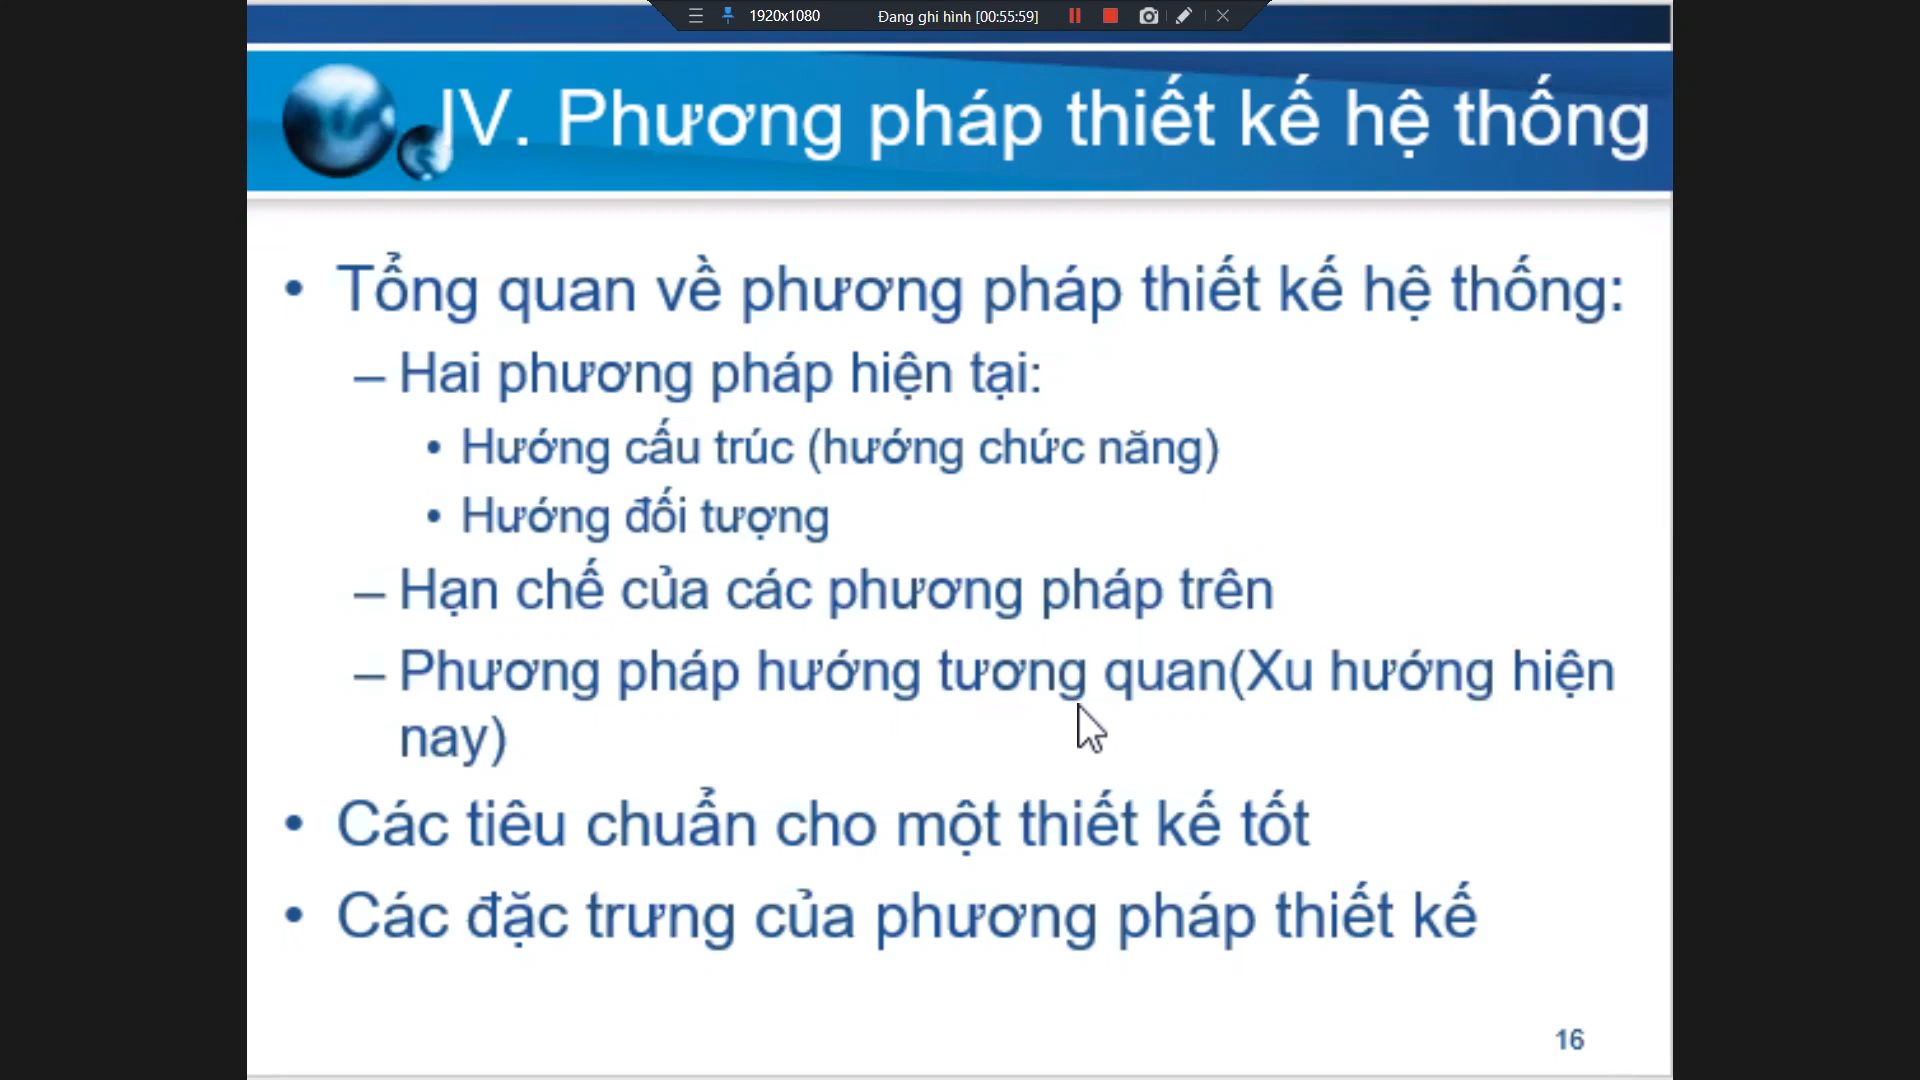 1920x1080 Đang ghi hình [00:55:59]
IV. Phương pháp thiết kế hệ thống
• Tổng quan về phương pháp thiết kế hệ thống:
– Hai phương pháp hiện tại:
• Hướng cấu trúc (hướng chức năng)
• Hướng đối tượng
– Hạn chế của các phương pháp trên
– Phương pháp hướng tương quan(Xu hướng hiện
nay)
• Các tiêu chuẩn cho một thiết kế tốt
• Các đặc trưng của phương pháp thiết kế
16